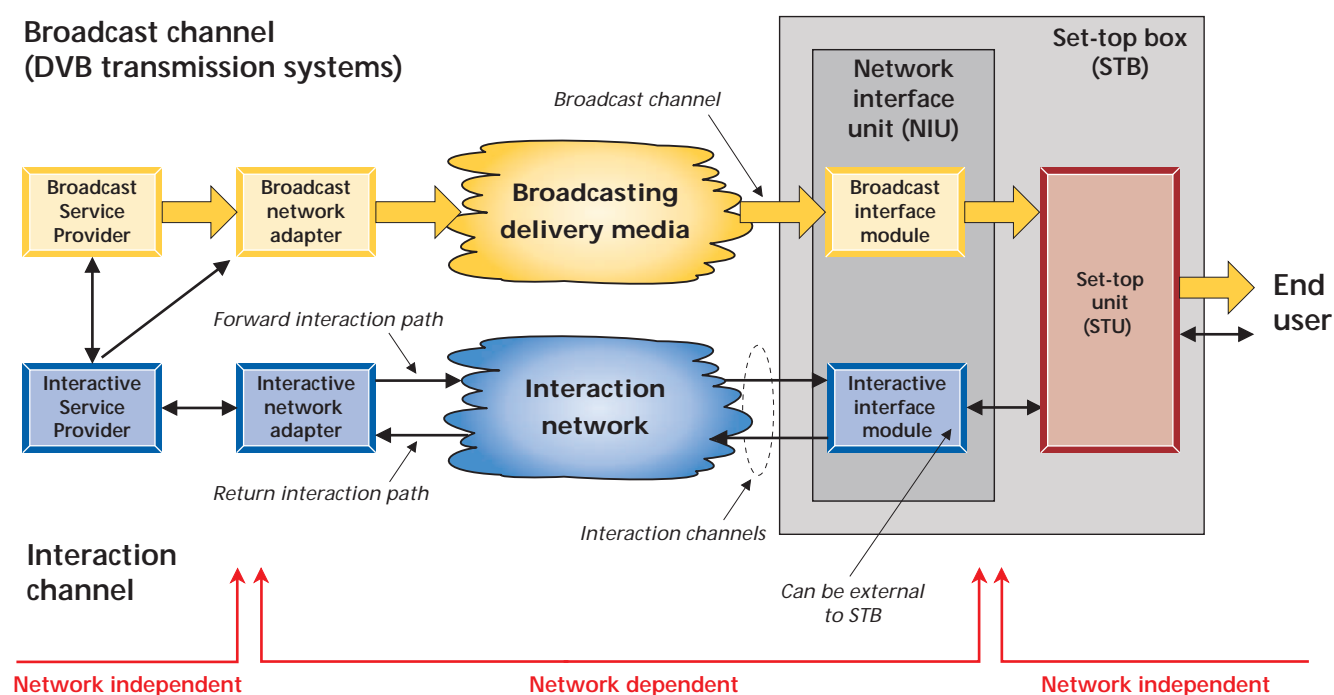 Broadcast channel
(DVB transmission systems)
Set-top box
(STB)
Network
interface
unit (NIU)
Broadcast channel
Broadcast
Service
Provider
Broadcast
network
adapter
Broadcasting
delivery media
Broadcast
interface
module
Set-top
unit
(STU)
End
user
Forward interaction path
Interactive
Service
Provider
Interactive
network
adapter
Interaction
network
Interactive
interface
module
Return interaction path
Interaction channels
Interaction
channel
Can be external
to STB
Network independent
Network dependent
Network independent